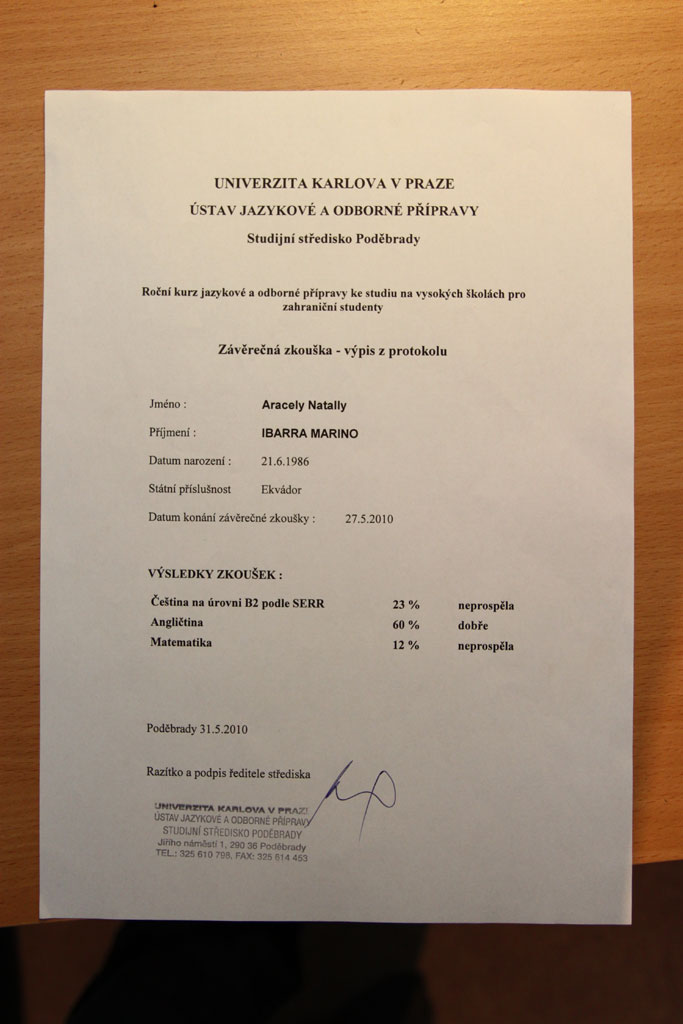 UNIVERZITA KARLOVA V PRAZE
ÚSTAV JAZYKOVÉ A ODBORNÉ PŘÍPRAVY
Studijní středisko Poděbrady
Roční kurz jazykové a odborné přípravy ke studiu na vysokých školách pro
zahraniční studenty
Závěrečná zkouška - výpis z protokolu
Jméno : Aracely Natally
Příjmení : IBARRA MARINO
Datum narození : 21.6.1986
Státní příslušnost Ekvádor
Datum konání závěrečné zkoušky : 27.5.2010
VÝSLEDKY ZKOUŠEK :
Čeština na úrovni B2 podle SERR 23 % neprospěla
Angličtina 60 % dobře
Matematika 12 % neprospěla
Poděbrady 31.5.2010
Razítko a podpis ředitele střediska
UNIVERZITA KARLOVA V PRAZE
ÚSTAV JAZYKOVÉ A ODBORNÉ PŘÍPRAVY
STUDIJNÍ STŘEDISKO PODĚBRADY
Jiřího náměstí 1, 290 36 Poděbrady
TEL.: 325 610 798, FAX: 325 614 453